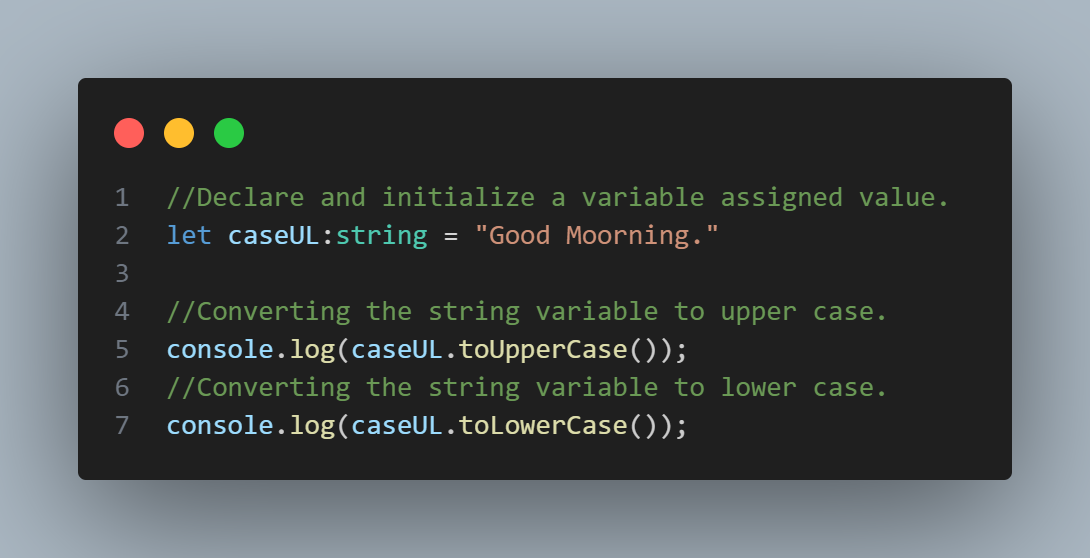 1 //Declare and initialize a variable assigned value.
2 let caseUL:string = "Good Moorning."
3
4 //Converting the string variable to upper case.
5 console.log(caseUL.toUpperCase());
6 //Converting the string variable to lower case.
7 console.log(caseUL.toLowerCase());